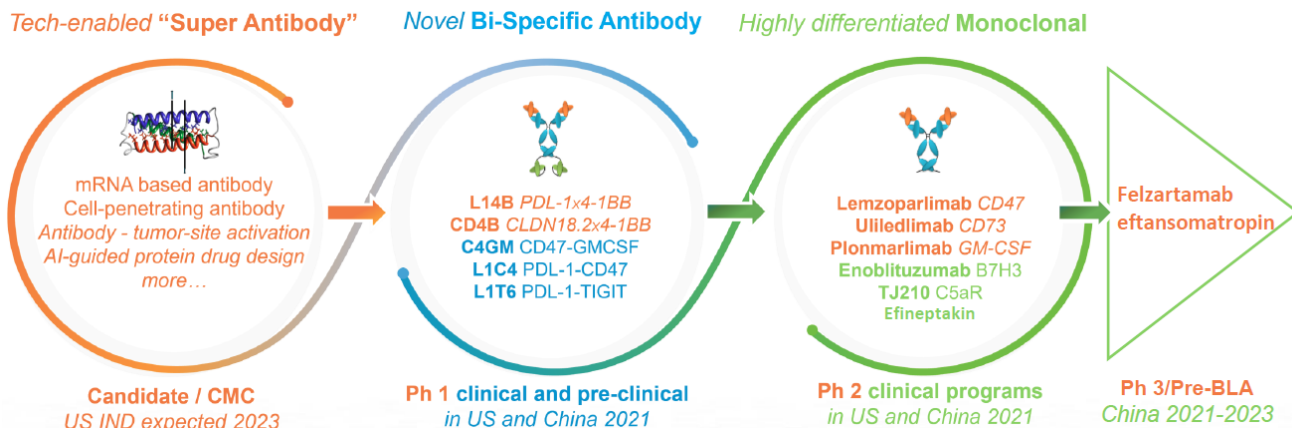 Tech-enabled “Super Antibody”
mRNA based antibody
Cell-penetrating antibody
Antibody - tumor-site activation
AI-guided protein drug design
more…
Candidate / CMC
US IND expected 2023
Novel Bi-Specific Antibody
L14B PDL-1x4-1BB
CD4B CLDN18.2x4-1BB
C4GM CD47-GMCSF
L1C4 PDL-1-CD47
L1T6 PDL-1-TIGIT
Ph 1 clinical and pre-clinical
in US and China 2021
Highly differentiated Monoclonal
Lemzoparlimab CD47
Uliledlimab CD73
Plonmarlimab GM-CSF
Enoblituzumab B7H3
TJ210 C5aR
Efineptakin
Ph 2 clinical programs
in US and China 2021
Felzartamab
eftansomatropin
Ph 3/Pre-BLA
China 2021-2023